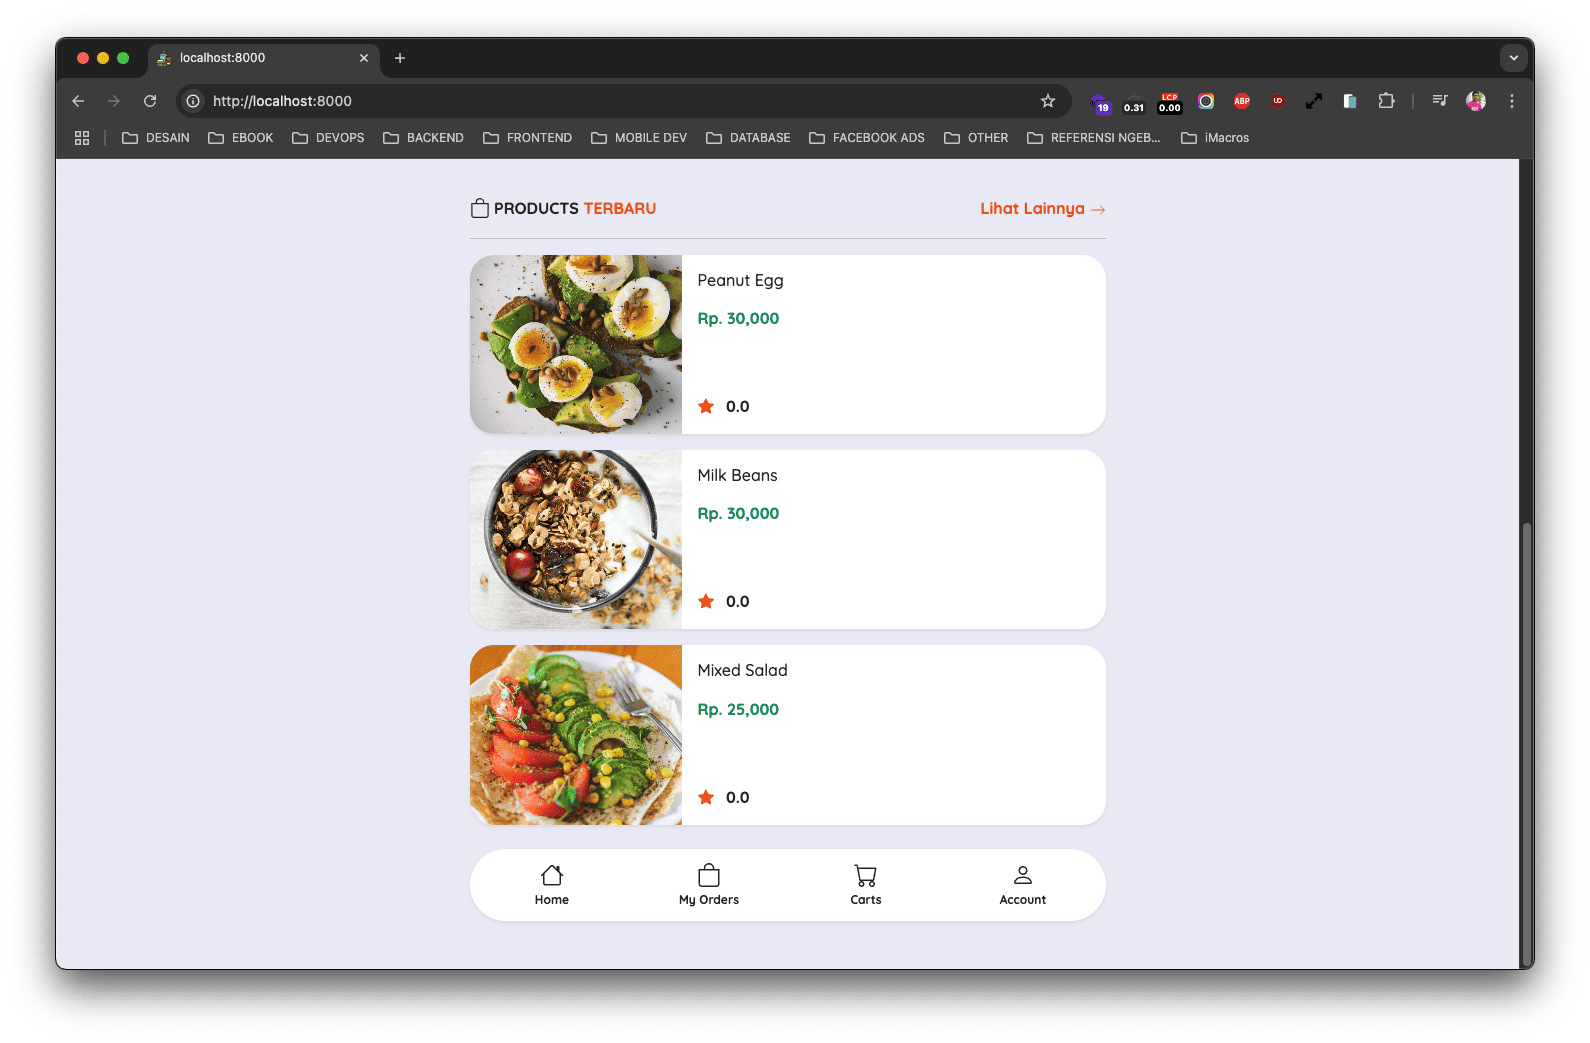 localhost:8000
http://localhost:8000
19
0.31
LCP
0.00
ABP
UD
DESAIN
EBOOK
DEVOPS
BACKEND
FRONTEND
MOBILE DEV
DATABASE
FACEBOOK ADS
OTHER
REFERENSI NGEB...
iMacros
PRODUCTS TERBARU
Lihat Lainnya →
Peanut Egg
Rp. 30,000
0.0
Milk Beans
Rp. 30,000
0.0
Mixed Salad
Rp. 25,000
0.0
Home
My Orders
Carts
Account